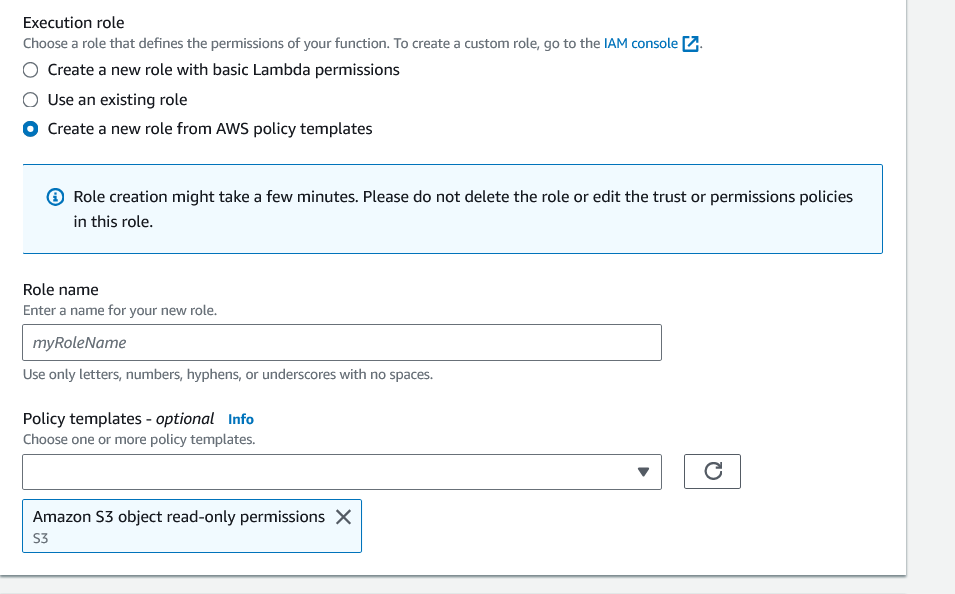 Execution role
Choose a role that defines the permissions of your function. To create a custom role, go to the IAM console.
Create a new role with basic Lambda permissions
Use an existing role
Create a new role from AWS policy templates
Role creation might take a few minutes. Please do not delete the role or edit the trust or permissions policies
in this role.
Role name
Enter a name for your new role.
myRoleName
Use only letters, numbers, hyphens, or underscores with no spaces.
Policy templates - optional Info
Choose one or more policy templates.
Amazon S3 object read-only permissions
S3